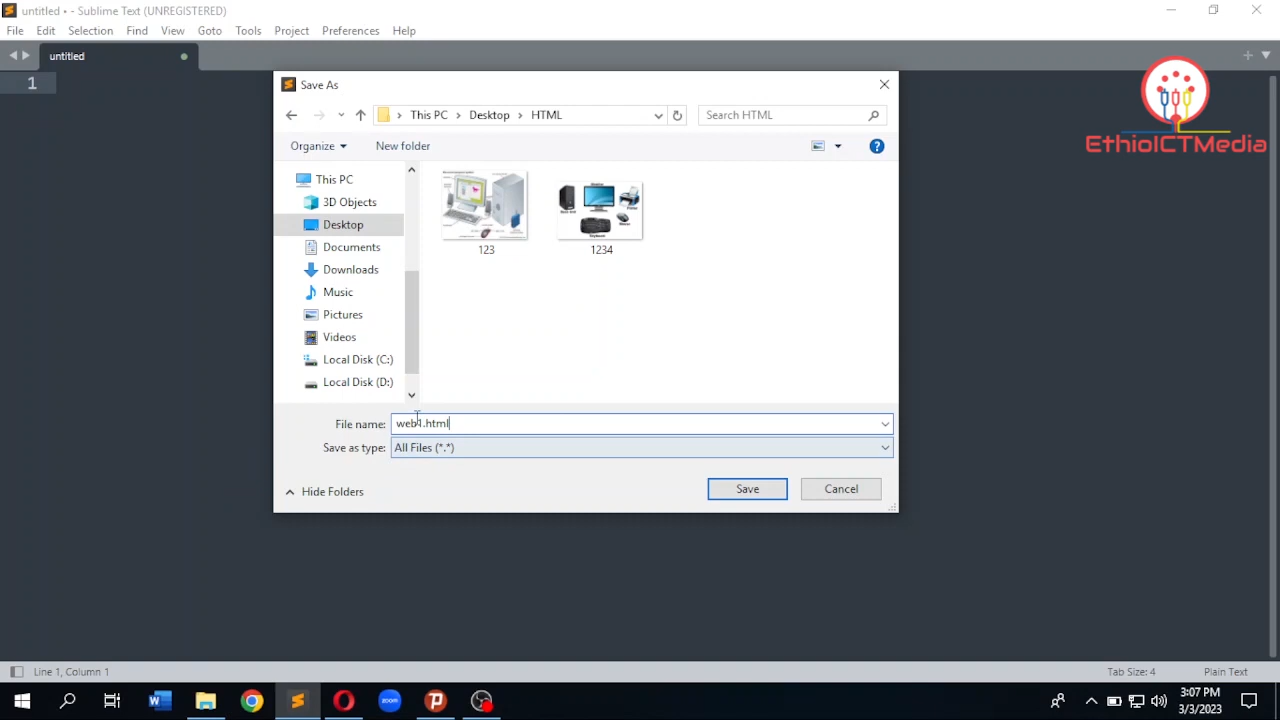 untitled • - Sublime Text (UNREGISTERED)
File Edit Selection Find View Goto Tools Project Preferences Help
untitled
1
EthioICTMedia
Save As
This PC Desktop HTML
Search HTML
Organize New folder
This PC
3D Objects
Desktop
Documents
Downloads
Music
Pictures
Videos
Local Disk (C:)
Local Disk (D:)
123
1234
File name: web1.html
Save as type: All Files (*.*)
Hide Folders
Save Cancel
Line 1, Column 1
Tab Size: 4 Plain Text
zoom
3:07 PM
3/3/2023